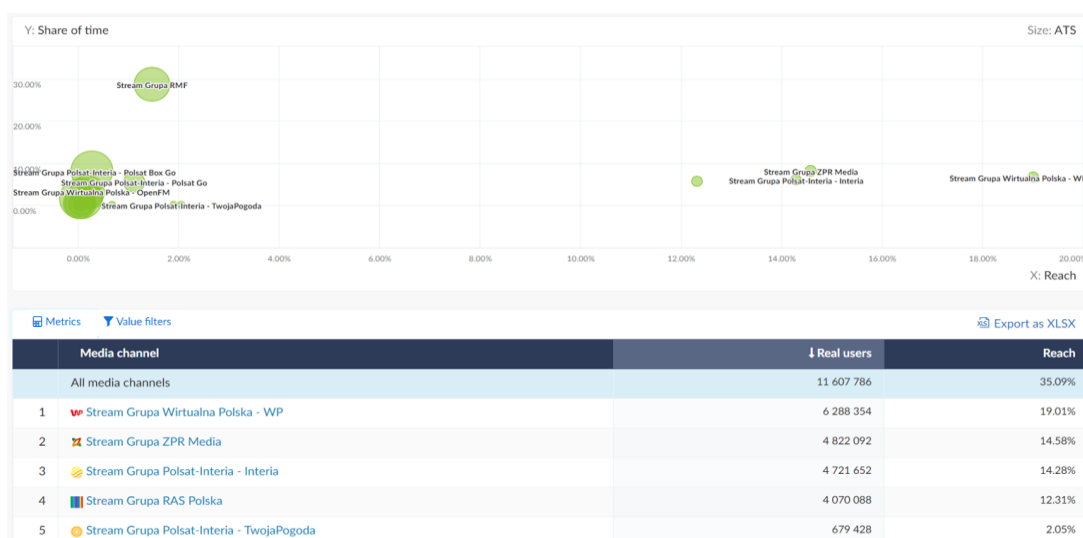 Y: Share of time
Size: ATS
30.00%
Stream Grupa RMF
20.00%
10.00%
Stream Grupa Polsat-Interia - Polsat Box Go
Stream Grupa ZPR Media
Stream Grupa Polsat-Interia - Polsat Go
Stream Grupa Polsat-Interia - Interia
Stream Grupa Wirtualna Polska - WP
Stream Grupa Wirtualna Polska - OpenFM
Stream Grupa Polsat-Interia - TwojaPogoda
0.00%
0.00% 2.00% 4.00% 6.00% 8.00% 10.00% 12.00% 14.00% 16.00% 18.00% 20.00%
X: Reach
Metrics Value filters Export as XLSX
Media channel ↓ Real users Reach
All media channels 11 607 786 35.09%
1 Stream Grupa Wirtualna Polska - WP 6 288 354 19.01%
2 Stream Grupa ZPR Media 4 822 092 14.58%
3 Stream Grupa Polsat-Interia - Interia 4 721 652 14.28%
4 Stream Grupa RAS Polska 4 070 088 12.31%
5 Stream Grupa Polsat-Interia - TwojaPogoda 679 428 2.05%